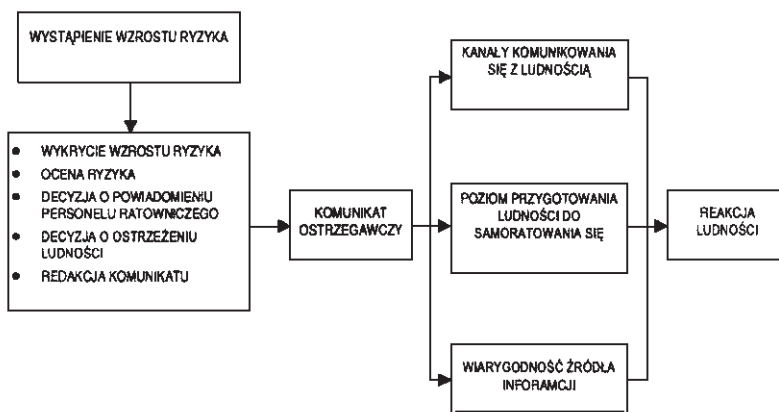 WYSTĄPIENIE WZROSTU RYZYKA
• WYKRYCIE WZROSTU RYZYKA
• OCENA RYZYKA
• DECYZJA O POWIADOMIENIU
PERSONELU RATOWNICZEGO
• DECYZJA O OSTRZEŻENIU
LUDNOŚCI
• REDAKCJA KOMUNIKATU
KOMUNIKAT
OSTRZEGAWCZY
KANAŁY KOMUNIKOWANIA
SIĘ Z LUDNOŚCIĄ
POZIOM PRZYGOTOWANIA
LUDNOŚCI DO
SAMORATOWANIA SIĘ
WIARYGODNOŚĆ ŹRÓDŁA
INFORAMCJI
REAKCJA
LUDNOŚCI